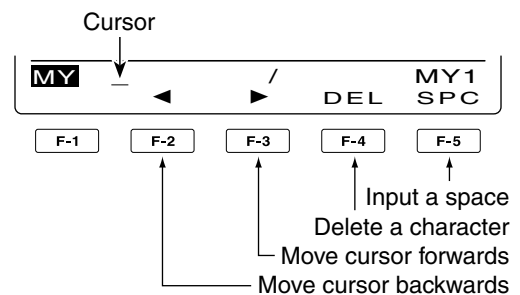 Cursor
MY _ / MY1
◄ ► DEL SPC
F-1 F-2 F-3 F-4 F-5
Input a space
Delete a character
Move cursor forwards
Move cursor backwards